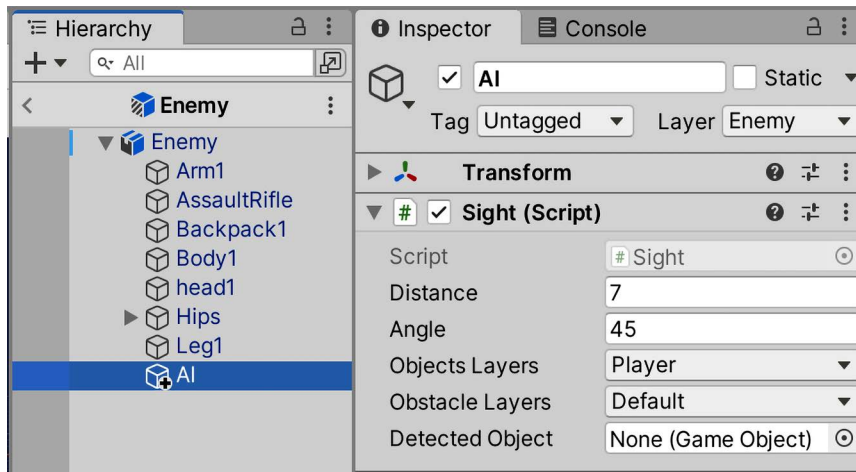 Hierarchy
All
Enemy
Enemy
Arm1
AssaultRifle
Backpack1
Body1
head1
Hips
Leg1
AI
Inspector
Console
AI
Static
Tag Untagged
Layer Enemy
Transform
# Sight (Script)
Script # Sight
Distance 7
Angle 45
Objects Layers Player
Obstacle Layers Default
Detected Object None (Game Object)